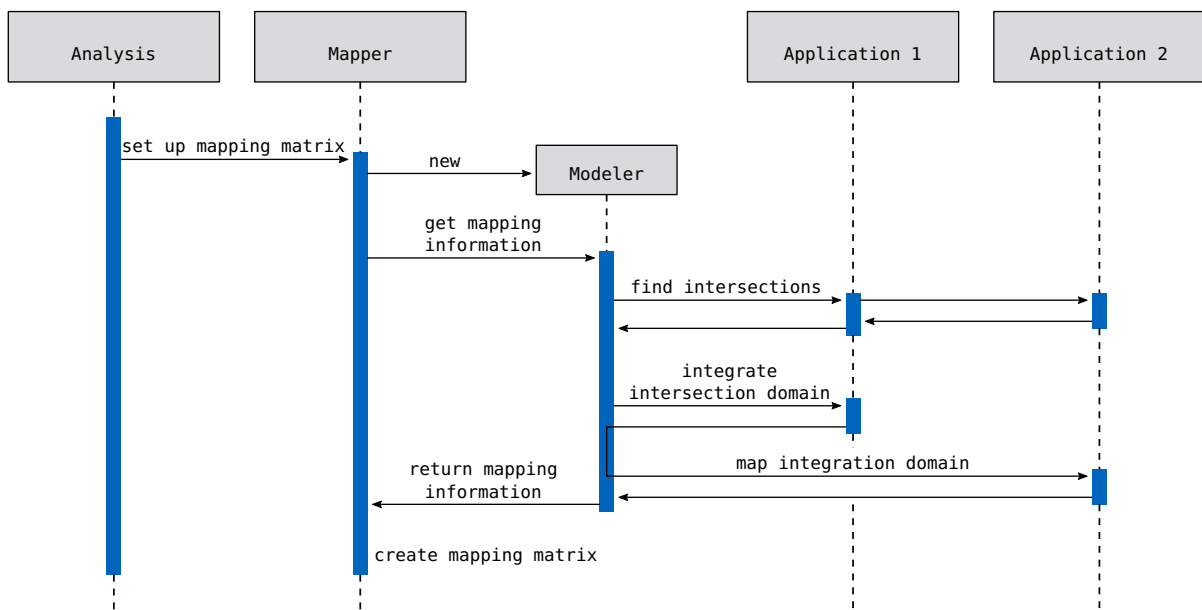 Analysis
Mapper
Application 1
Application 2
set up mapping matrix
new
Modeler
get mapping
information
find intersections
integrate
intersection domain
map integration domain
return mapping
information
create mapping matrix